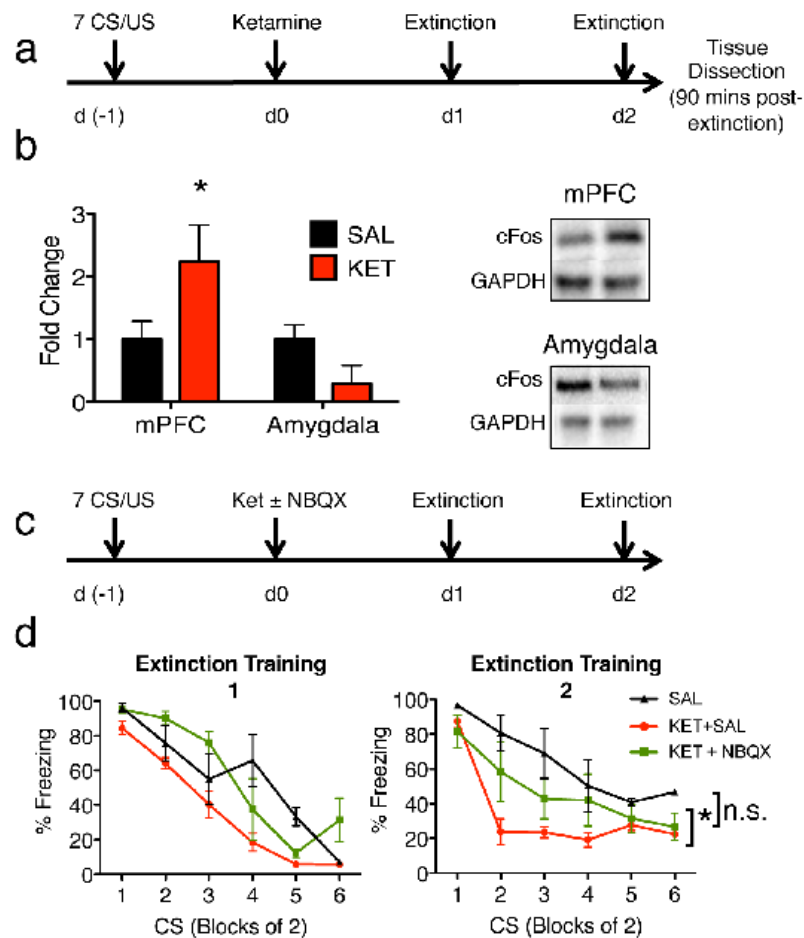 a
7 CS/US Ketamine Extinction Extinction
d (-1) d0 d1 d2
Tissue
Dissection
(90 mins post-
extinction)
b
*
3
2
1
0
Fold Change
SAL
KET
mPFC Amygdala
mPFC
cFos
GAPDH
Amygdala
cFos
GAPDH
c
7 CS/US Ket ± NBQX Extinction Extinction
d (-1) d0 d1 d2
d
Extinction Training
1
100
80
60
40
20
0
% Freezing
1 2 3 4 5 6
CS (Blocks of 2)
Extinction Training
2
100
80
60
40
20
0
% Freezing
1 2 3 4 5 6
CS (Blocks of 2)
SAL
KET+SAL
KET + NBQX
* n.s.